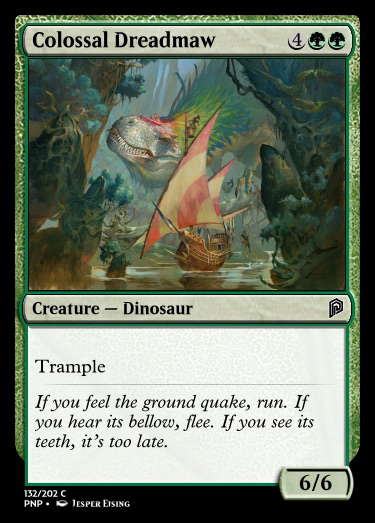 Colossal Dreadmaw 4
Creature — Dinosaur
Trample
If you feel the ground quake, run. If
you hear its bellow, flee. If you see its
teeth, it's too late.
6/6
132/202 C
PNP • Jesper Eising